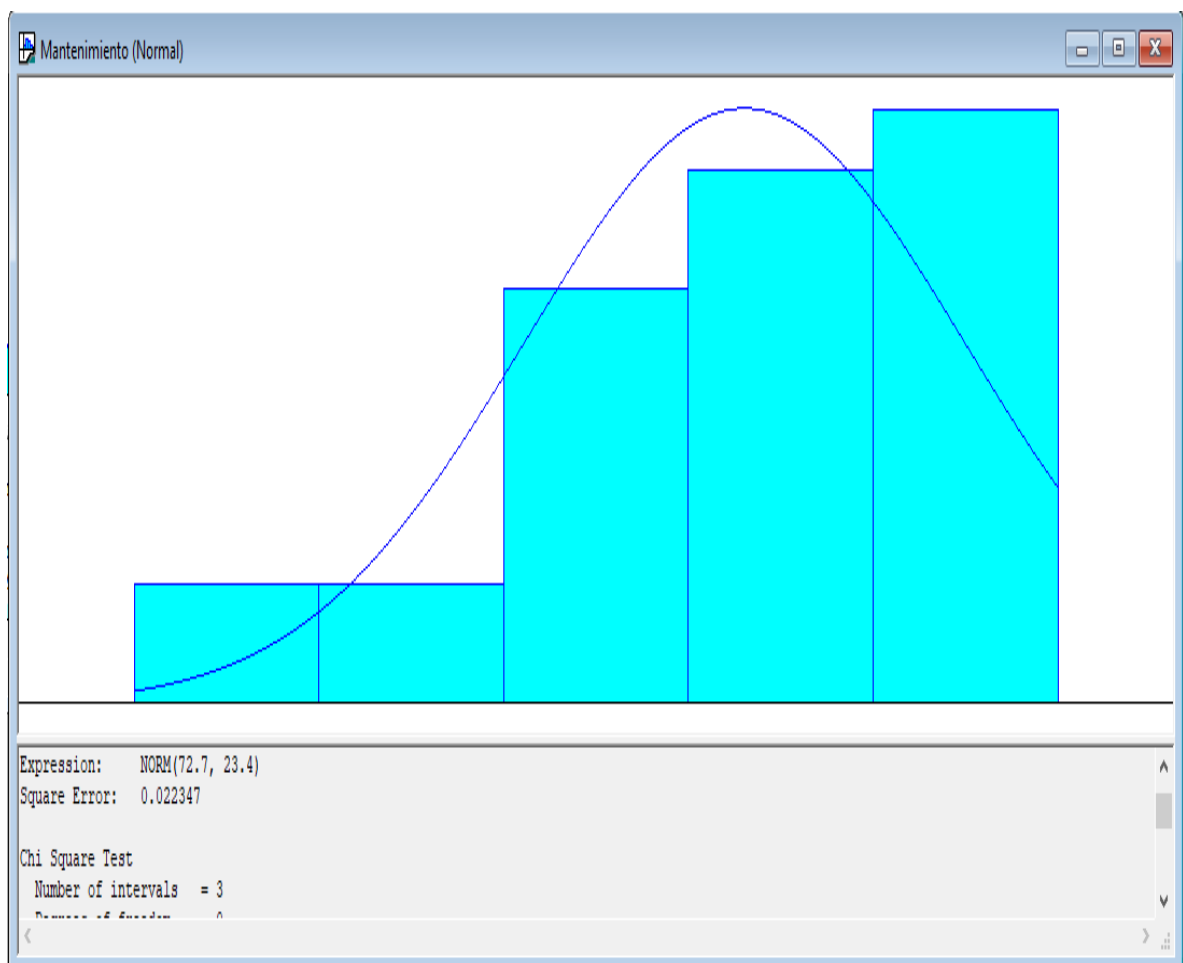 Mantenimiento (Normal)
Expression: NORM(72.7, 23.4)
Square Error: 0.022347
Chi Square Test
Number of intervals = 3